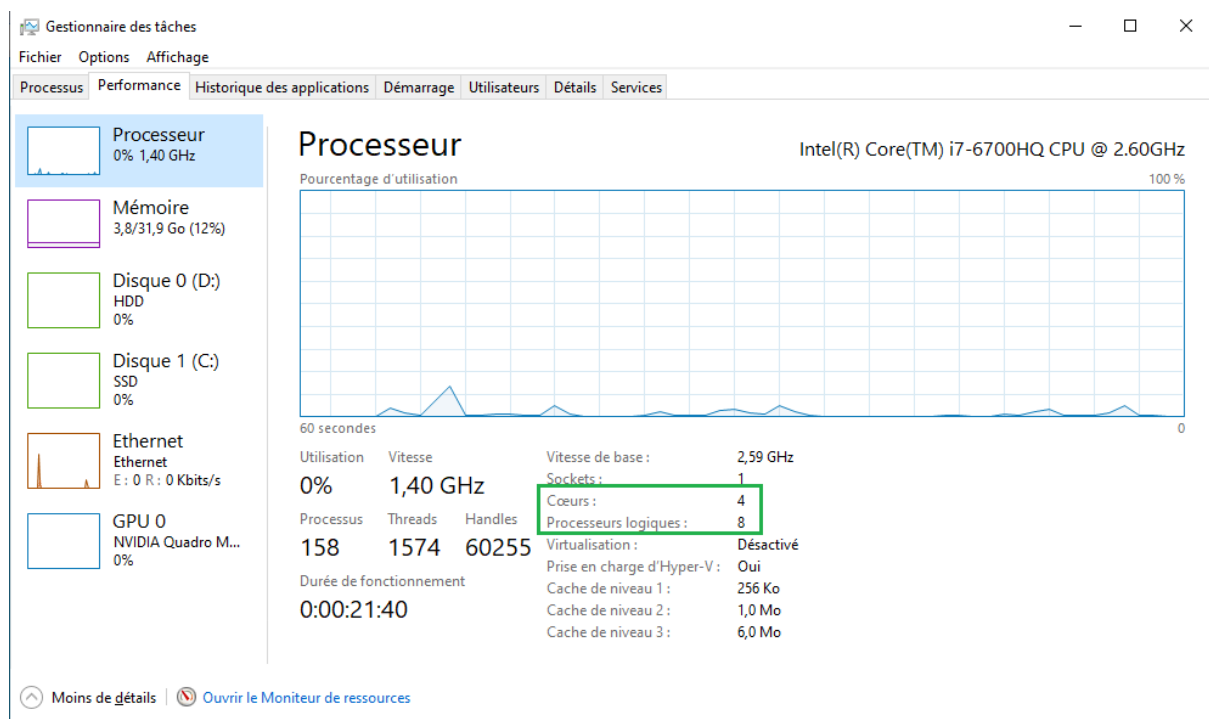 Gestionnaire des tâches
Fichier Options Affichage
Processus Performance Historique des applications Démarrage Utilisateurs Détails Services
Processeur
0% 1,40 GHz
Mémoire
3,8/31,9 Go (12%)
Disque 0 (D:)
HDD
0%
Disque 1 (C:)
SSD
0%
Ethernet
Ethernet
E : 0 R : 0 Kbits/s
GPU 0
NVIDIA Quadro M...
0%
Processeur Intel(R) Core(TM) i7-6700HQ CPU @ 2.60GHz
Pourcentage d'utilisation 100 %
60 secondes 0
Utilisation Vitesse
0% 1,40 GHz
Processus Threads Handles
158 1574 60255
Durée de fonctionnement
0:00:21:40
Vitesse de base : 2,59 GHz
Sockets : 1
Cœurs : 4
Processeurs logiques : 8
Virtualisation : Désactivé
Prise en charge d'Hyper-V : Oui
Cache de niveau 1 : 256 Ko
Cache de niveau 2 : 1,0 Mo
Cache de niveau 3 : 6,0 Mo
Moins de détails Ouvrir le Moniteur de ressources